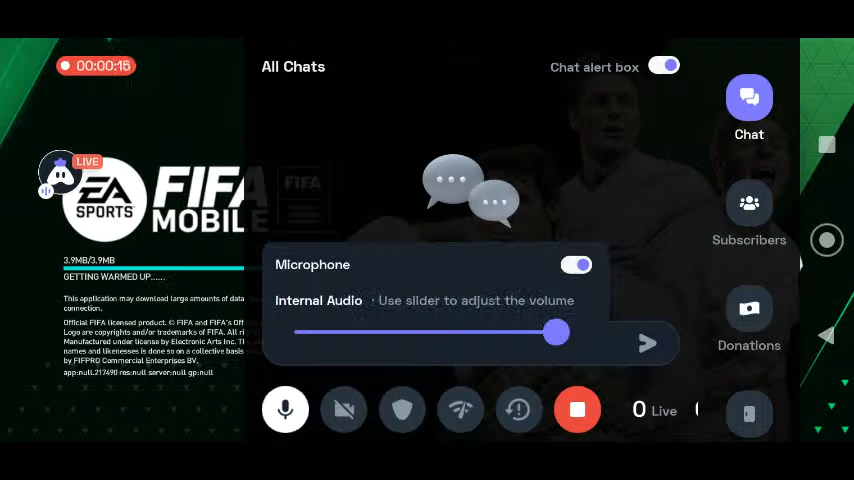 00:00:16
All Chats
Chat alert box
Chat
LIVE
EA
SPORTS
FIFA
MOBILE
FIFA
Subscribers
3.9MB/3.9MB
GETTING WARMED UP......
This application may download large amounts of data
connection.
Official FIFA licensed product. © FIFA and FIFA's Off
Logo are copyrights and/or trademarks of FIFA. All ri
Manufactured under license by Electronic Arts Inc. Th
names and likenesses is done so on a collective basis
by FIFPRO Commercial Enterprises BV.
app:null.217490 res:null server:null gp:null
Microphone
Internal Audio · Use slider to adjust the volume
Donations
0 Live